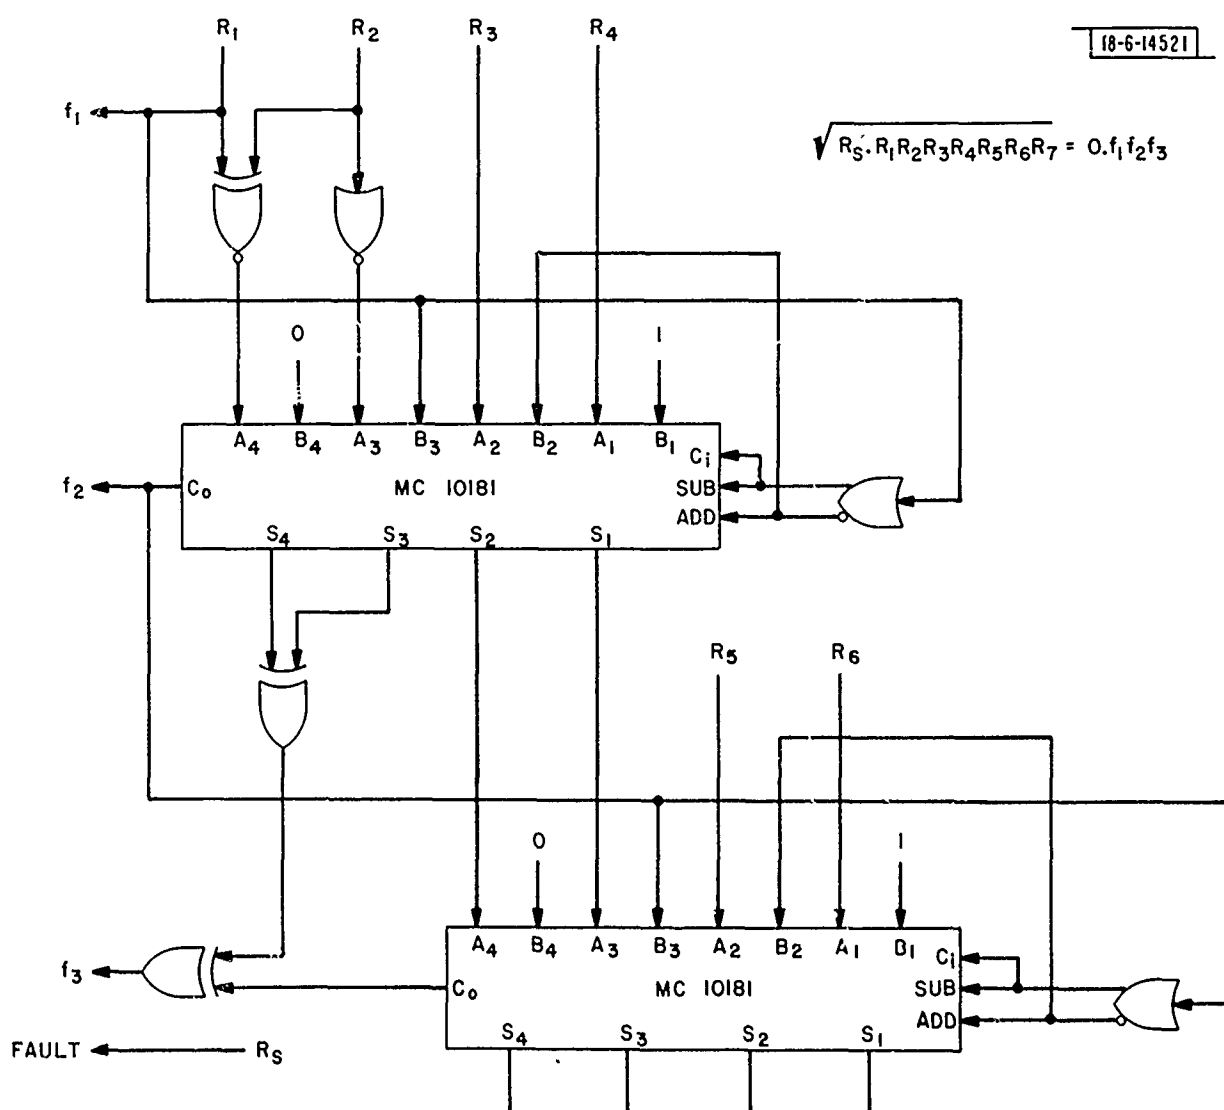 R₁ R₂ R₃ R₄
18-6-14521
f₁
√R_S.R₁R₂R₃R₄R₅R₆R₇ = 0.f₁f₂f₃
0 1
A₄ B₄ A₃ B₃ A₂ B₂ A₁ B₁
Cᵢ
f₂ Cₒ MC 10181 SUB
ADD
S₄ S₃ S₂ S₁
R₅ R₆
0 1
A₄ B₄ A₃ B₃ A₂ B₂ A₁ B₁
Cᵢ
f₃ Cₒ MC 10181 SUB
ADD
S₄ S₃ S₂ S₁
FAULT R_S